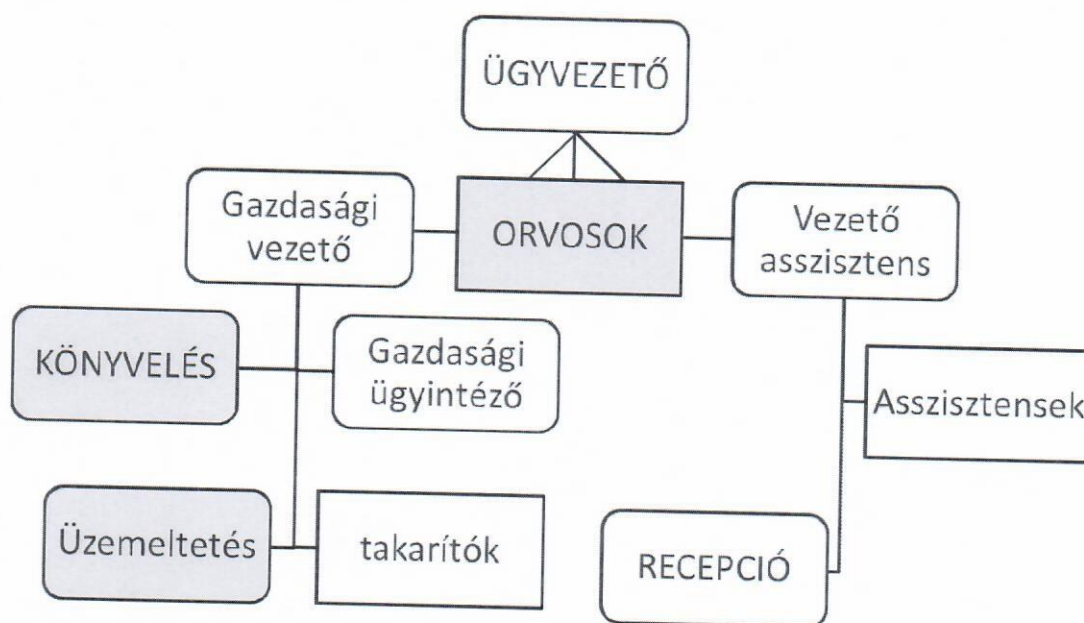 ÜGYVEZETŐ
Gazdasági
vezető
ORVOSOK
Vezető
asszisztens
KÖNYVELÉS
Gazdasági
ügyintéző
Asszisztensek
Üzemeltetés
takarítók
RECEPCIÓ